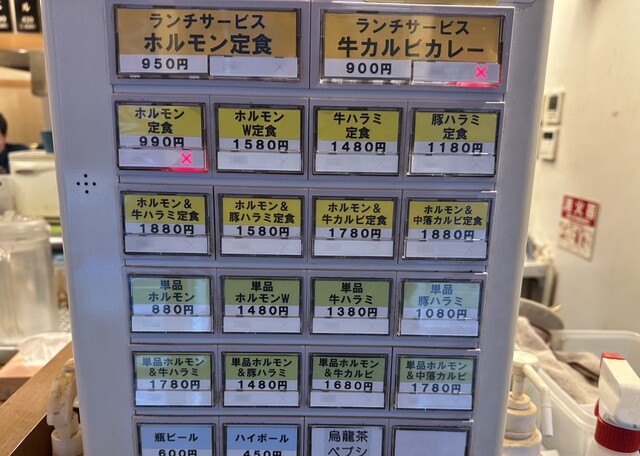 ランチサービス
ホルモン定食
950円
ランチサービス
牛カルビカレー
900円
ホルモン
定食
990円
ホルモン
W定食
1580円
牛ハラミ
定食
1480円
豚ハラミ
定食
1180円
ホルモン&
牛ハラミ定食
1880円
ホルモン&
豚ハラミ定食
1580円
ホルモン&
牛カルビ定食
1780円
ホルモン&
中落カルビ定食
1880円
単品
ホルモン
880円
単品
ホルモンW
1480円
単品
牛ハラミ
1380円
単品
豚ハラミ
1080円
単品ホルモン
&牛ハラミ
1780円
単品ホルモン
&豚ハラミ
1480円
単品ホルモン
&牛カルビ
1680円
単品ホルモン
&中落カルビ
1780円
瓶ビール
600円
ハイボール
450円
烏龍茶
ペプシ